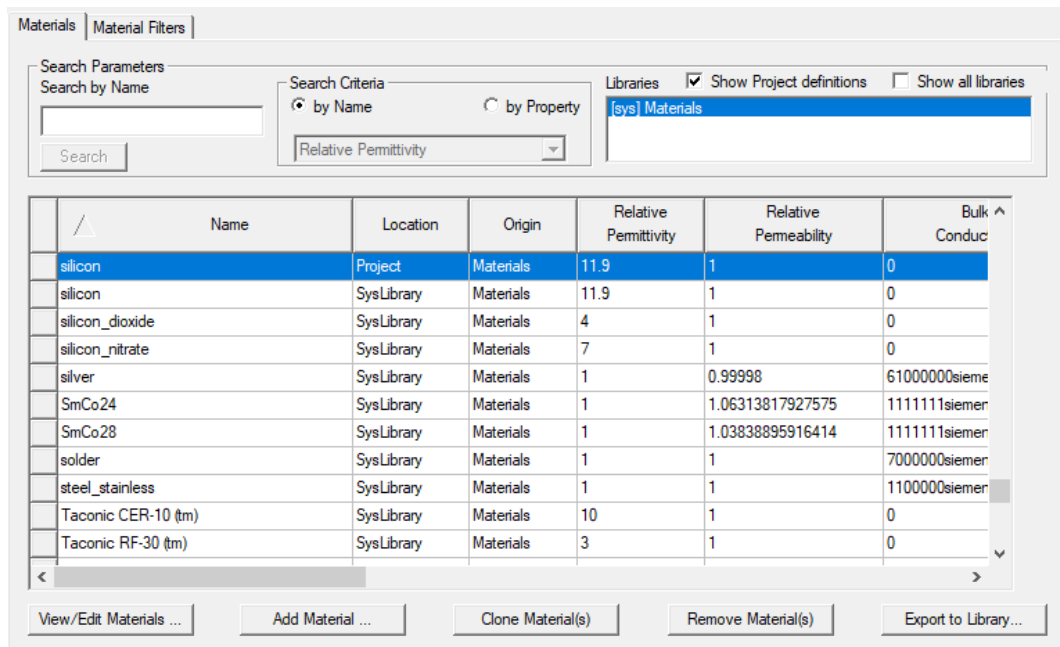 Materials Material Filters
Search Parameters
Search by Name
Search Criteria
by Name by Property
Libraries Show Project definitions Show all libraries
[sys] Materials
Search
Relative Permittivity
Name Location Origin Relative Permittivity Relative Permeability Bulk Conduc
silicon Project Materials 11.9 1 0
silicon SysLibrary Materials 11.9 1 0
silicon_dioxide SysLibrary Materials 4 1 0
silicon_nitrate SysLibrary Materials 7 1 0
silver SysLibrary Materials 1 0.99998 61000000sieme
SmCo24 SysLibrary Materials 1 1.06313817927575 1111111siemen
SmCo28 SysLibrary Materials 1 1.03838895916414 1111111siemen
solder SysLibrary Materials 1 1 7000000siemen
steel_stainless SysLibrary Materials 1 1 1100000siemen
Taconic CER-10 (tm) SysLibrary Materials 10 1 0
Taconic RF-30 (tm) SysLibrary Materials 3 1 0
View/Edit Materials ... Add Material ... Clone Material(s) Remove Material(s) Export to Library...